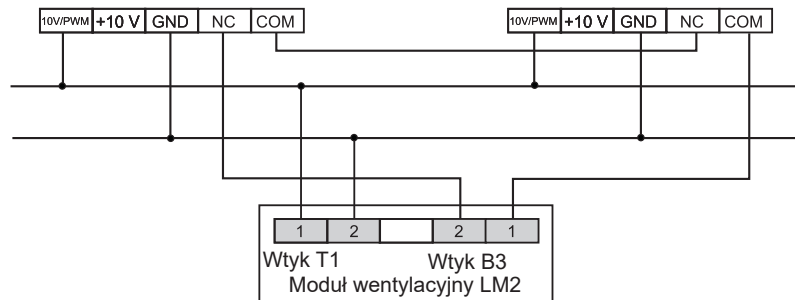 10V/PWM +10 V GND NC COM 10V/PWM +10 V GND NC COM
1 2 2 1
Wtyk T1 Wtyk B3
Moduł wentylacyjny LM2